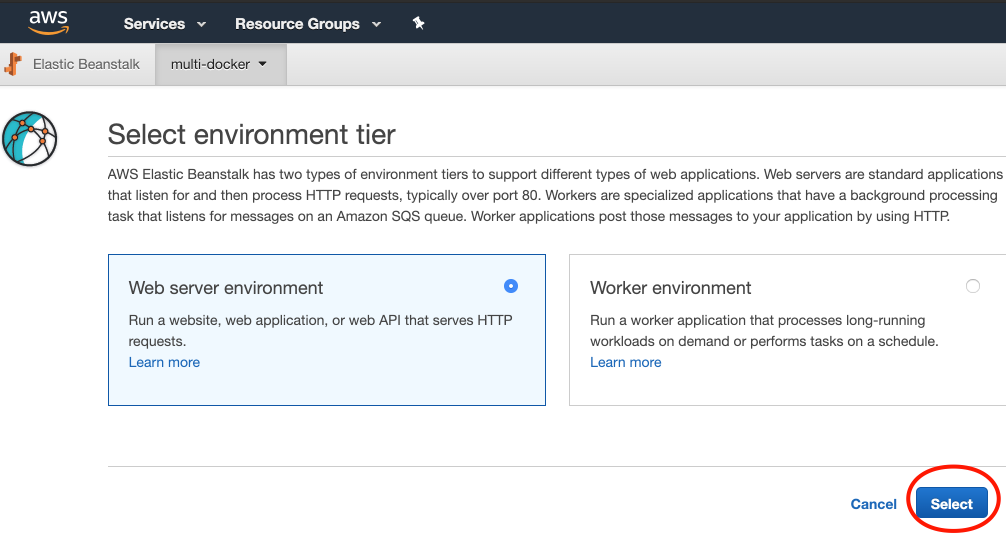 aws Services Resource Groups
Elastic Beanstalk multi-docker
Select environment tier
AWS Elastic Beanstalk has two types of environment tiers to support different types of web applications. Web servers are standard applications
that listen for and then process HTTP requests, typically over port 80. Workers are specialized applications that have a background processing
task that listens for messages on an Amazon SQS queue. Worker applications post those messages to your application by using HTTP.
Web server environment
Run a website, web application, or web API that serves HTTP
requests.
Learn more
Worker environment
Run a worker application that processes long-running
workloads on demand or performs tasks on a schedule.
Learn more
Cancel Select